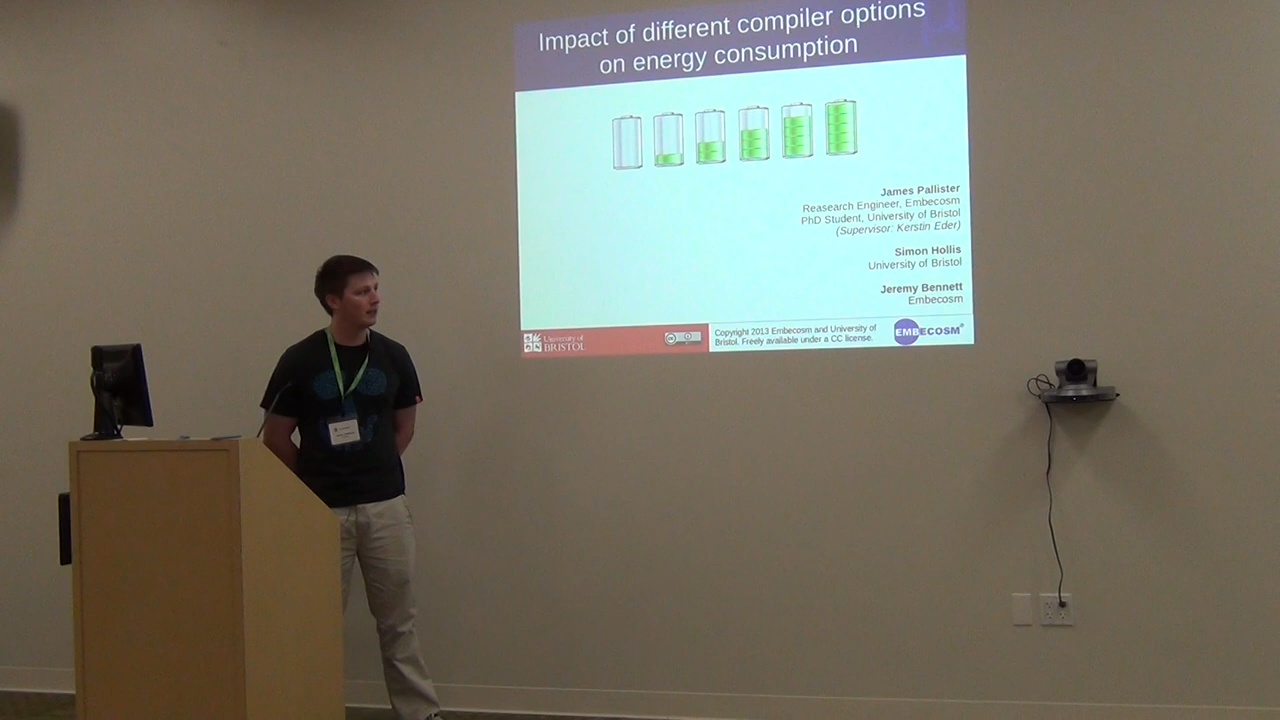 Impact of different compiler options
on energy consumption
James Pallister
Reasearch Engineer, Embecosm
PhD Student, University of Bristol
(Supervisor: Kerstin Eder)
Simon Hollis
University of Bristol
Jeremy Bennett
Embecosm
University of
BRISTOL
Copyright 2013 Embecosm and University of
Bristol. Freely available under a CC license.
EMBECOSM®